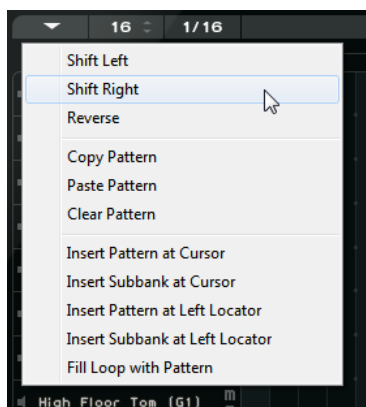 16 1/16
Shift Left
Shift Right
Reverse
Copy Pattern
Paste Pattern
Clear Pattern
Insert Pattern at Cursor
Insert Subbank at Cursor
Insert Pattern at Left Locator
Insert Subbank at Left Locator
Fill Loop with Pattern
High Floor Tom (G1) m